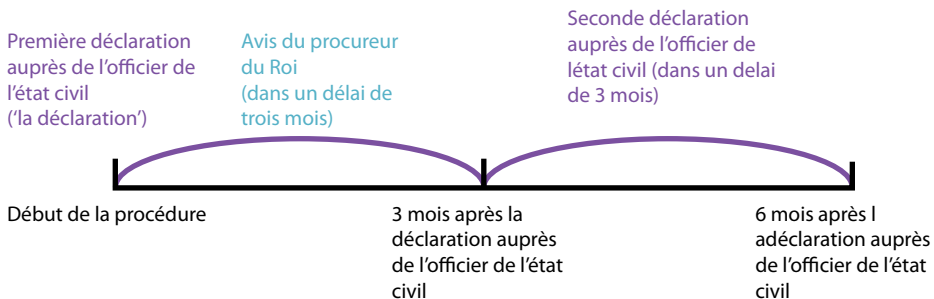 Première déclaration
auprès de l'officier de
l'état civil
('la déclaration')
Avis du procureur
du Roi
(dans un délai de
trois mois)
Seconde déclaration
auprès de l'officier de
létat civil (dans un delai
de 3 mois)
Début de la procédure
3 mois après la
déclaration auprès
de l'officier de l'état
civil
6 mois après l
adéclaration auprès
de l'officier de l'état
civil